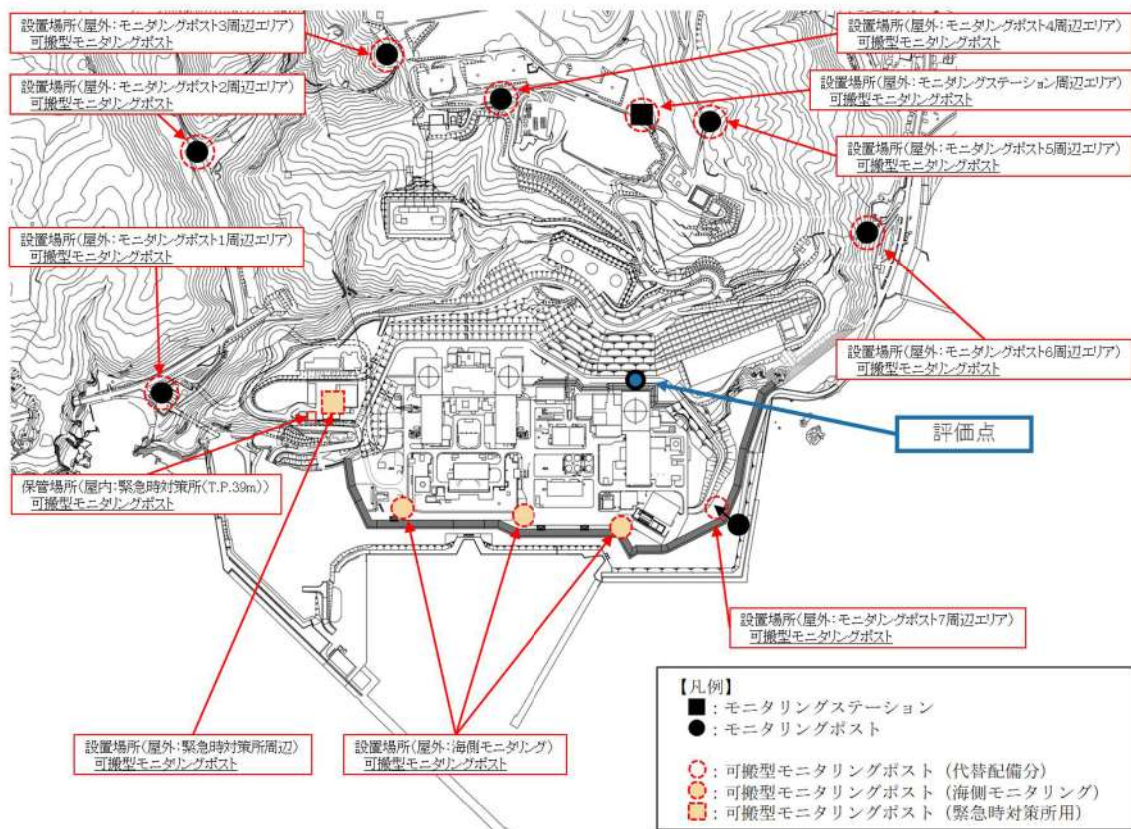 設置場所(屋外:モニタリングポスト3周辺エリア)
可搬型モニタリングポスト
設置場所(屋外:モニタリングポスト4周辺エリア)
可搬型モニタリングポスト
設置場所(屋外:モニタリングポスト2周辺エリア)
可搬型モニタリングポスト
設置場所(屋外:モニタリングステーション周辺エリア)
可搬型モニタリングポスト
設置場所(屋外:モニタリングポスト5周辺エリア)
可搬型モニタリングポスト
設置場所(屋外:モニタリングポスト1周辺エリア)
可搬型モニタリングポスト
設置場所(屋外:モニタリングポスト6周辺エリア)
可搬型モニタリングポスト
評価点
保管場所(屋内:緊急時対策所(T.P.39m))
可搬型モニタリングポスト
設置場所(屋外:モニタリングポスト7周辺エリア)
可搬型モニタリングポスト
設置場所(屋外:緊急時対策所周辺)
可搬型モニタリングポスト
設置場所(屋外:海側モニタリング)
可搬型モニタリングポスト
【凡例】
■:モニタリングステーション
●:モニタリングポスト
:可搬型モニタリングポスト(代替配備分)
:可搬型モニタリングポスト(海側モニタリング)
:可搬型モニタリングポスト(緊急時対策所用)